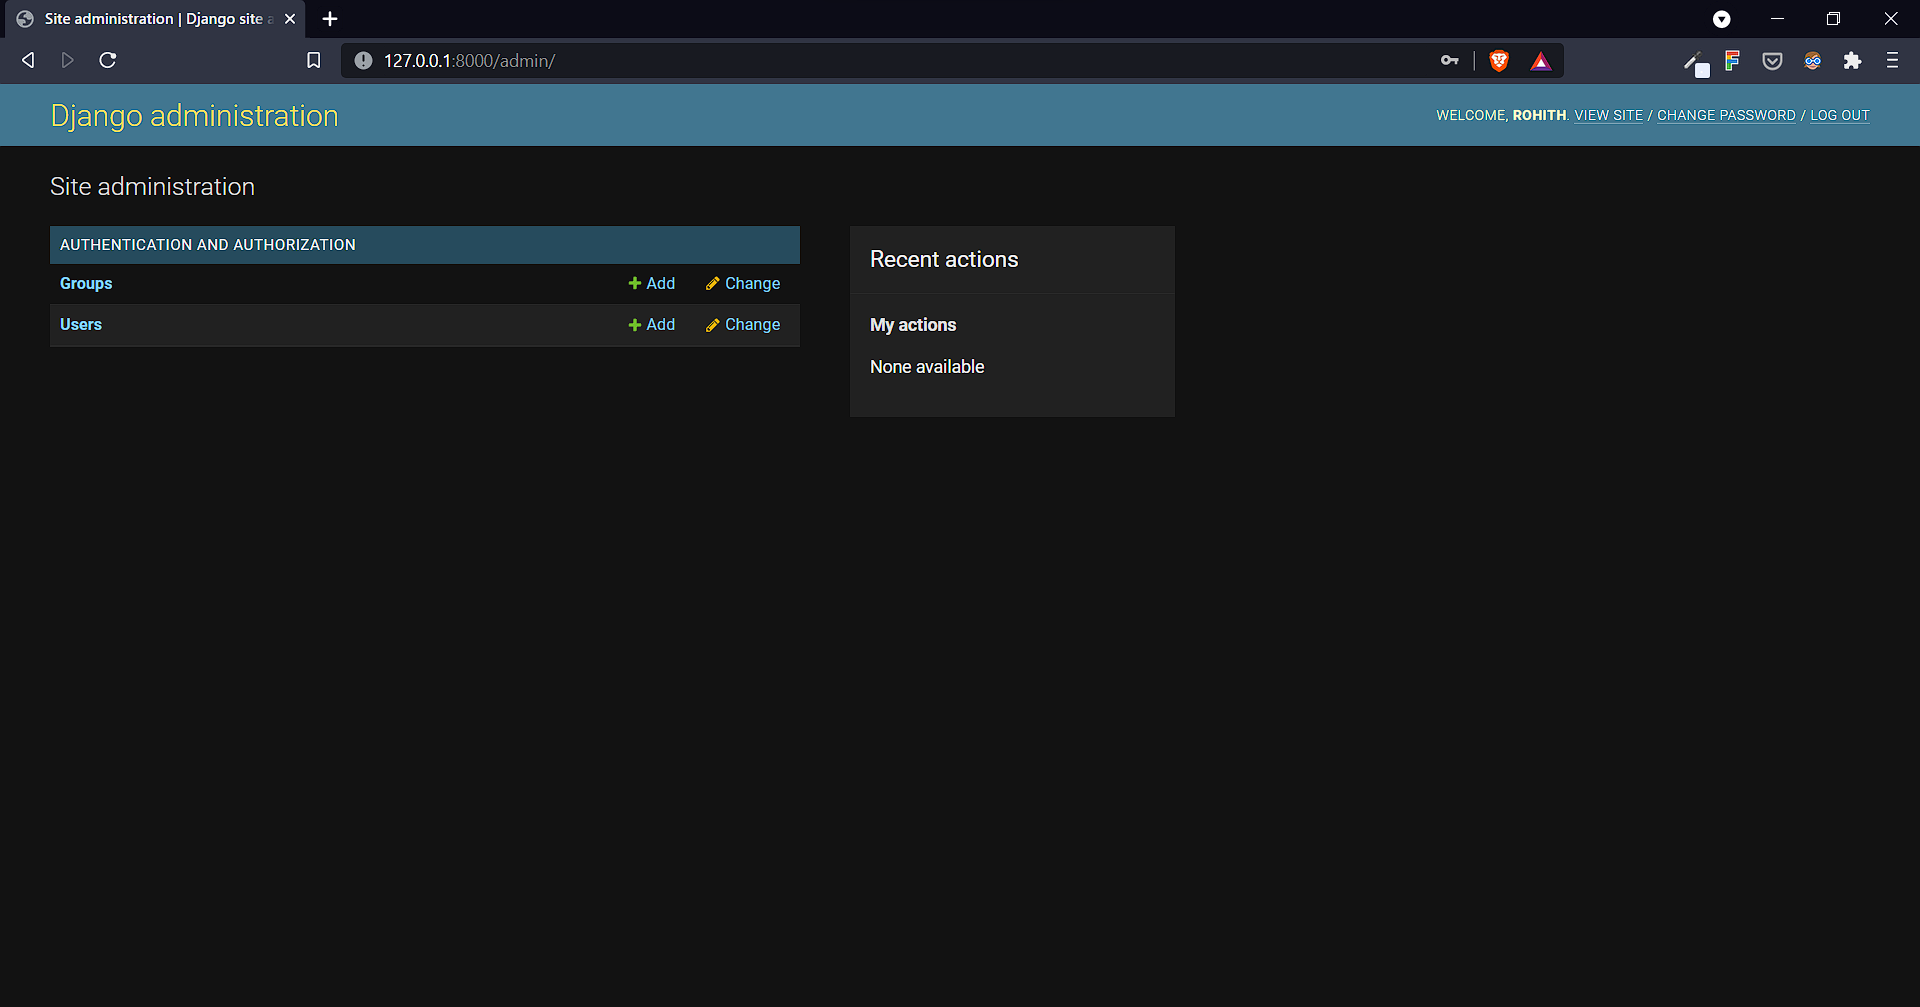 Site administration | Django site a
127.0.0.1:8000/admin/
Django administration
WELCOME, ROHITH. VIEW SITE / CHANGE PASSWORD / LOG OUT
Site administration
AUTHENTICATION AND AUTHORIZATION
Groups Add Change
Users Add Change
Recent actions
My actions
None available